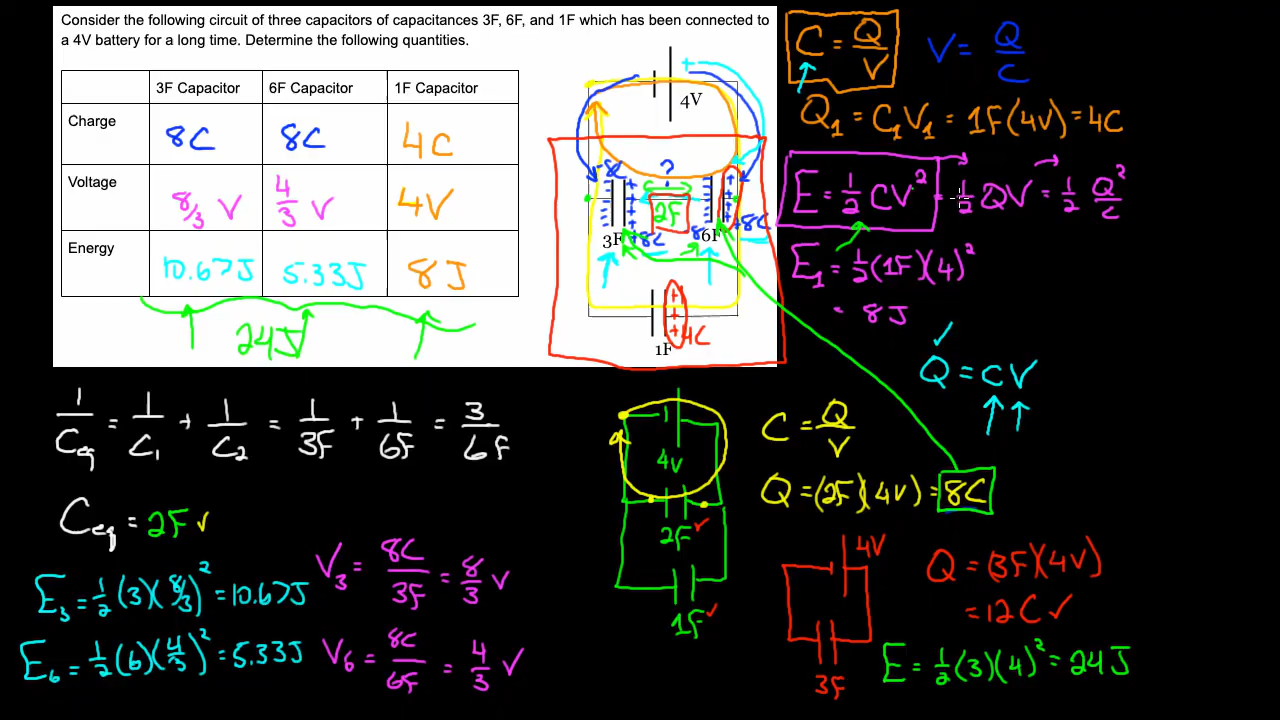 Consider the following circuit of three capacitors of capacitances 3F, 6F, and 1F which has been connected to
a 4V battery for a long time. Determine the following quantities.
3F Capacitor 6F Capacitor 1F Capacitor
Charge 8C 8C 4C
Voltage 8/3 V 4/3 V 4V
Energy 10.67J 5.33J 8J
24J
+
4V
?
-8C
2F
+8C
3F
+8C
8
6F
4C
1F
C = Q/V
V = Q/C
Q₁ = C₁V₁ = 1F(4V) = 4C
E = 1/2 CV² = 1/2 QV = 1/2 Q²/C
E₁ = 1/2 (1F)(4)²
= 8J
Q = CV
1/Ceq = 1/C₁ + 1/C₂ = 1/3F + 1/6F = 3/6F
Ceq = 2F ✓
E₃ = 1/2 (3)(8/3)² = 10.67J
E₆ = 1/2 (6)(4/3)² = 5.33J
V₃ = 8C/3F = 8/3 V
V₆ = 8C/6F = 4/3 V
4V
2F ✓
1F ✓
C = Q/V
Q = (2F)(4V) = 8C
4V
3F
Q = (3F)(4V)
= 12C ✓
E = 1/2 (3)(4)² = 24J